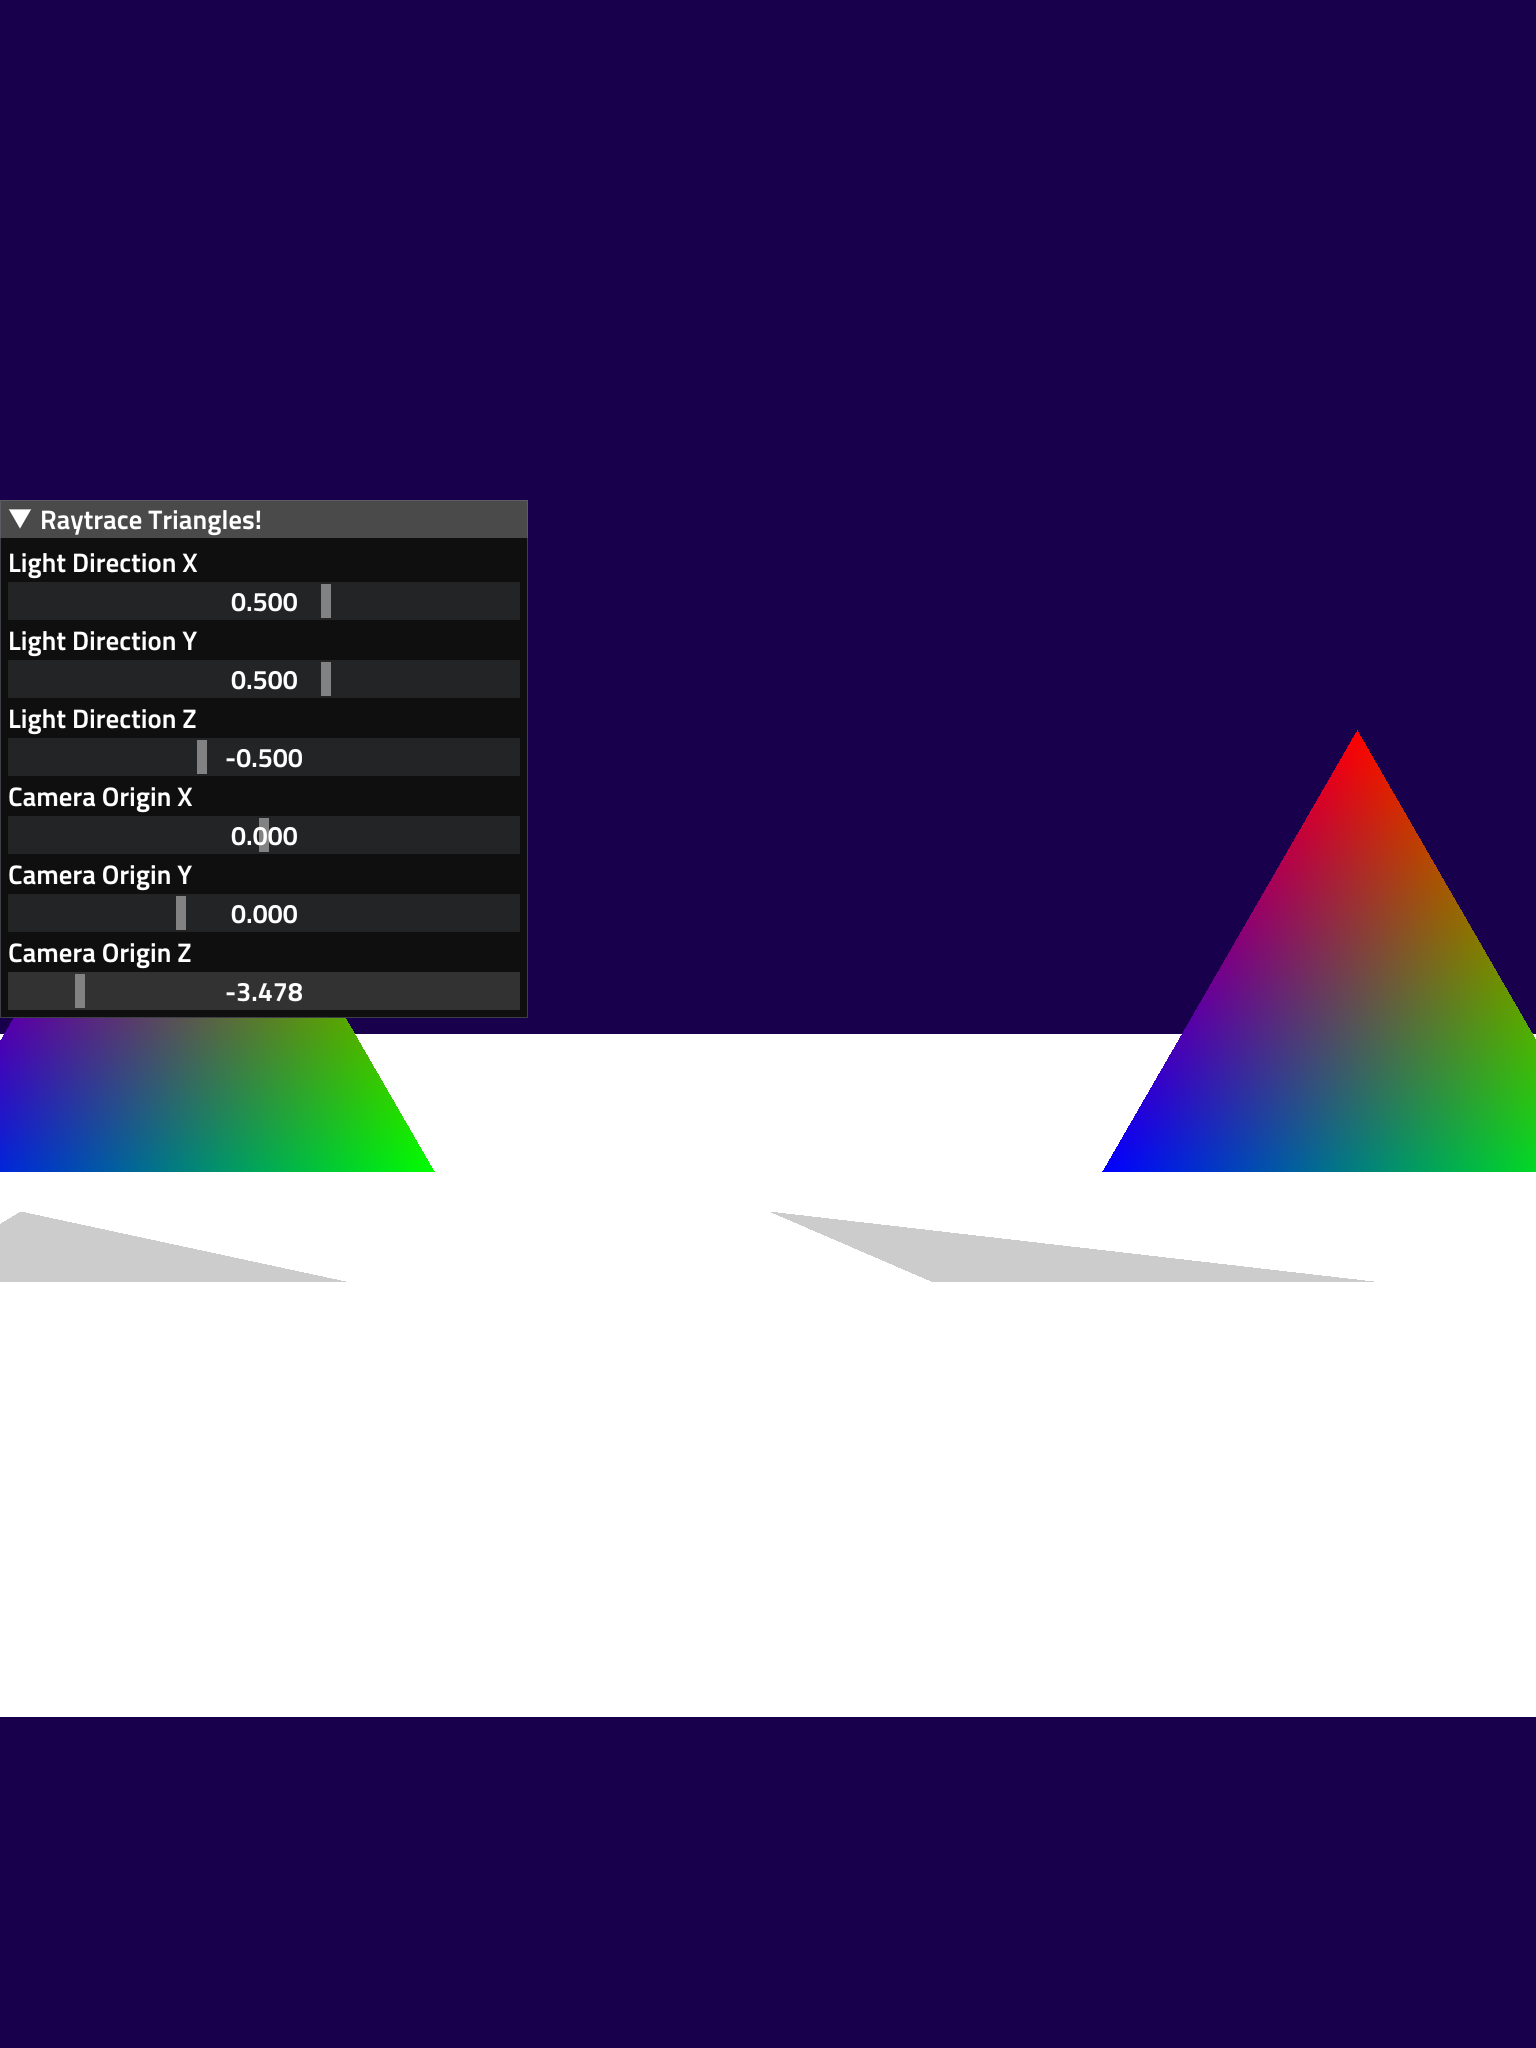 Raytrace Triangles!
Light Direction X
0.500
Light Direction Y
0.500
Light Direction Z
-0.500
Camera Origin X
0.000
Camera Origin Y
0.000
Camera Origin Z
-3.478